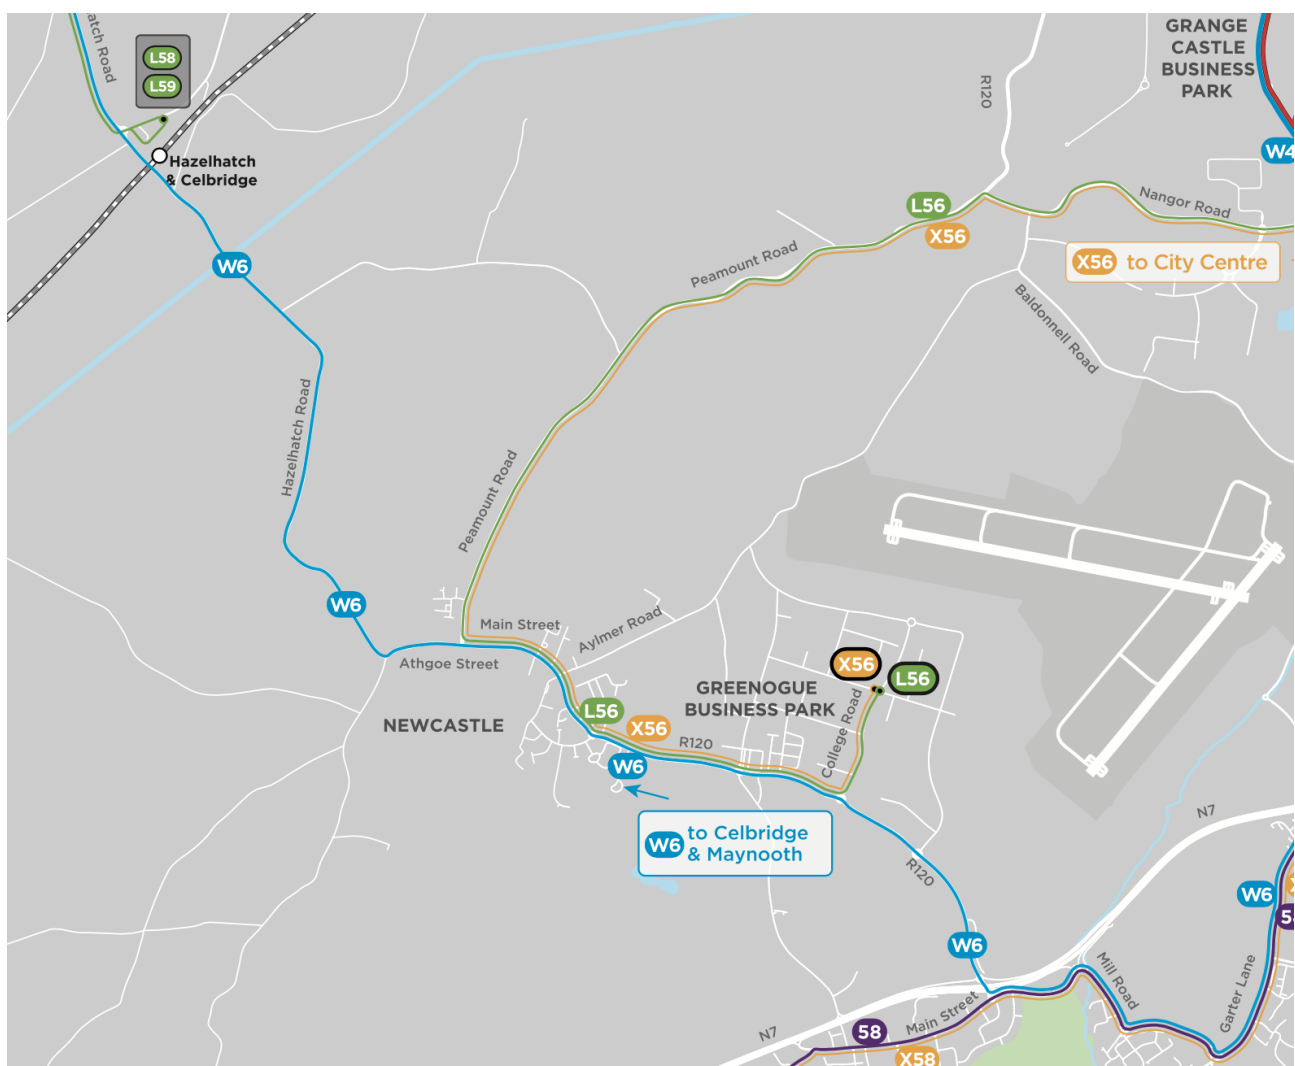 atch Road
L58
L59
Hazelhatch
& Celbridge
W6
Hazelhatch Road
W6
Athgoe Street
NEWCASTLE
GRANGE
CASTLE
BUSINESS
PARK
W4
R120
L56
X56
Nangor Road
X56 to City Centre
Peamount Road
Baldonnell Road
Peamount Road
Main Street
Aylmer Road
X56
L56
GREENOGUE
BUSINESS PARK
College Road
L56
X56
R120
W6
W6 to Celbridge
& Maynooth
R120
N7
W6
W6
Mill Road
Garter Lane
Main Street
N7
58
X58